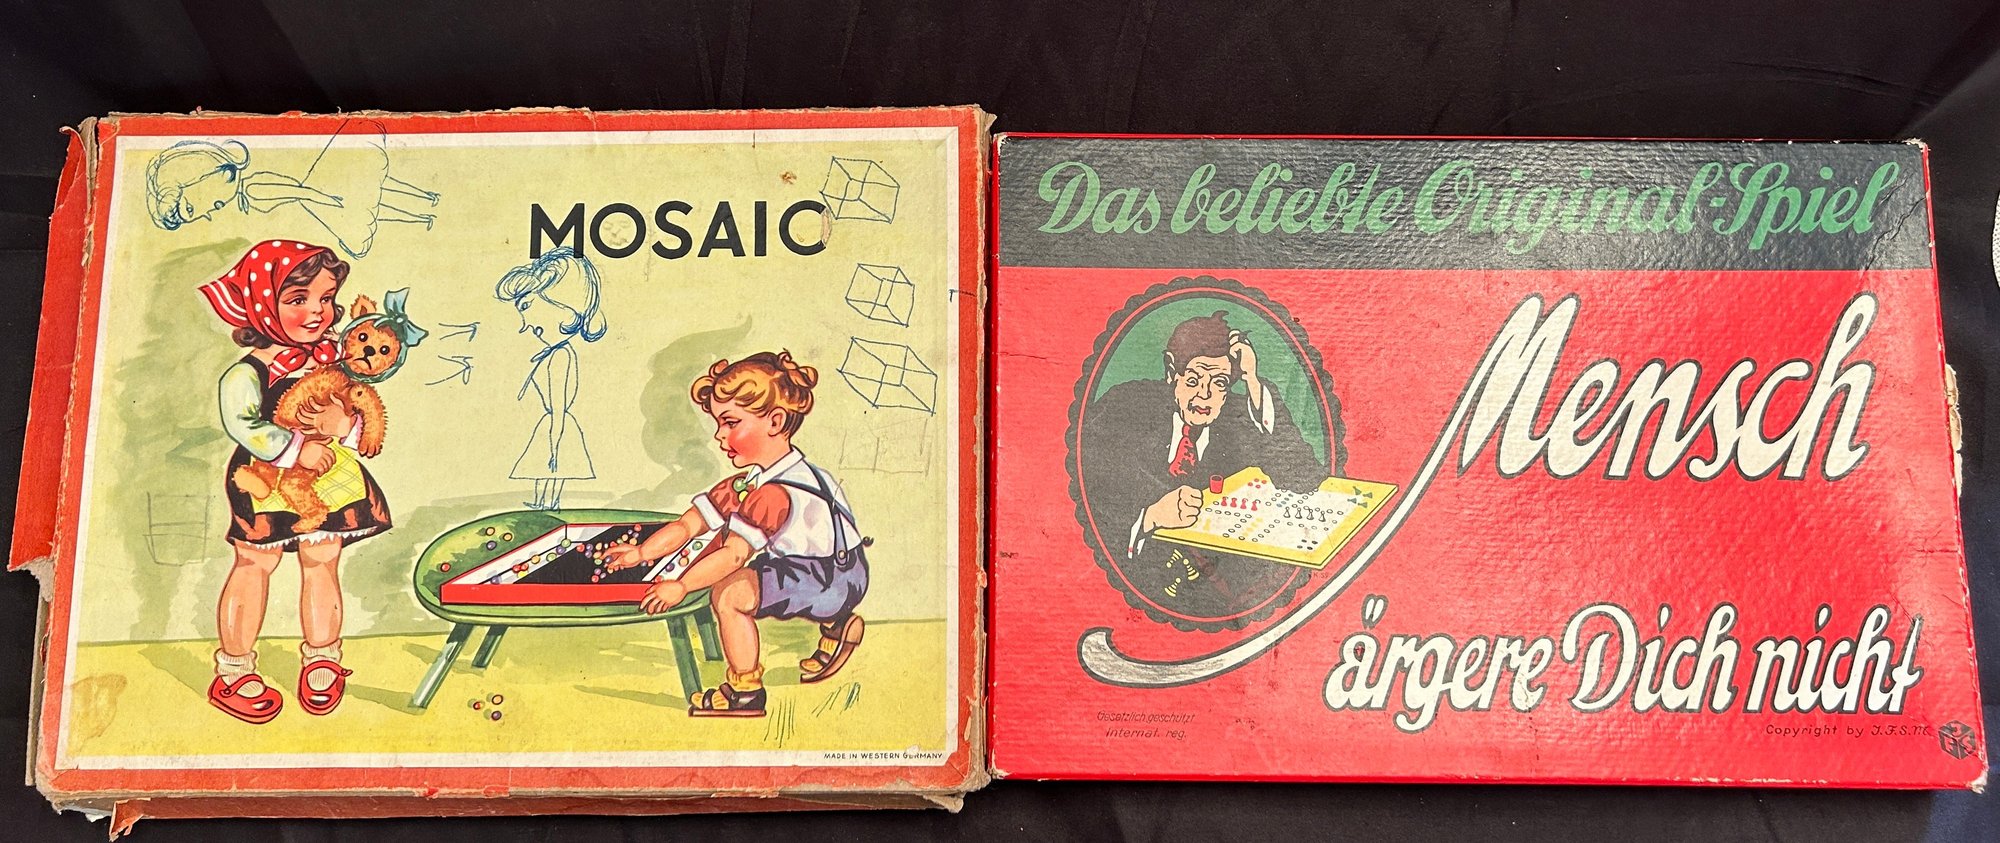 MOSAIC
MADE IN WESTERN GERMANY
Das beliebte Original-Spiel
Mensch
ärgere Dich nicht
Gesetzlich geschützt
internat. reg.
Copyright by J.F.S.M.